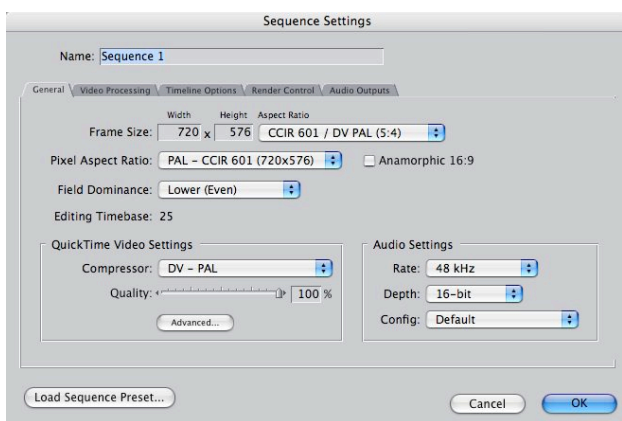 Sequence Settings
Name: Sequence 1
General Video Processing Timeline Options Render Control Audio Outputs
Width Height Aspect Ratio
Frame Size: 720 x 576 CCIR 601 / DV PAL (5:4)
Pixel Aspect Ratio: PAL – CCIR 601 (720x576) Anamorphic 16:9
Field Dominance: Lower (Even)
Editing Timebase: 25
QuickTime Video Settings
Compressor: DV – PAL
Quality: 100 %
Advanced...
Audio Settings
Rate: 48 kHz
Depth: 16-bit
Config: Default
Load Sequence Preset...
Cancel OK